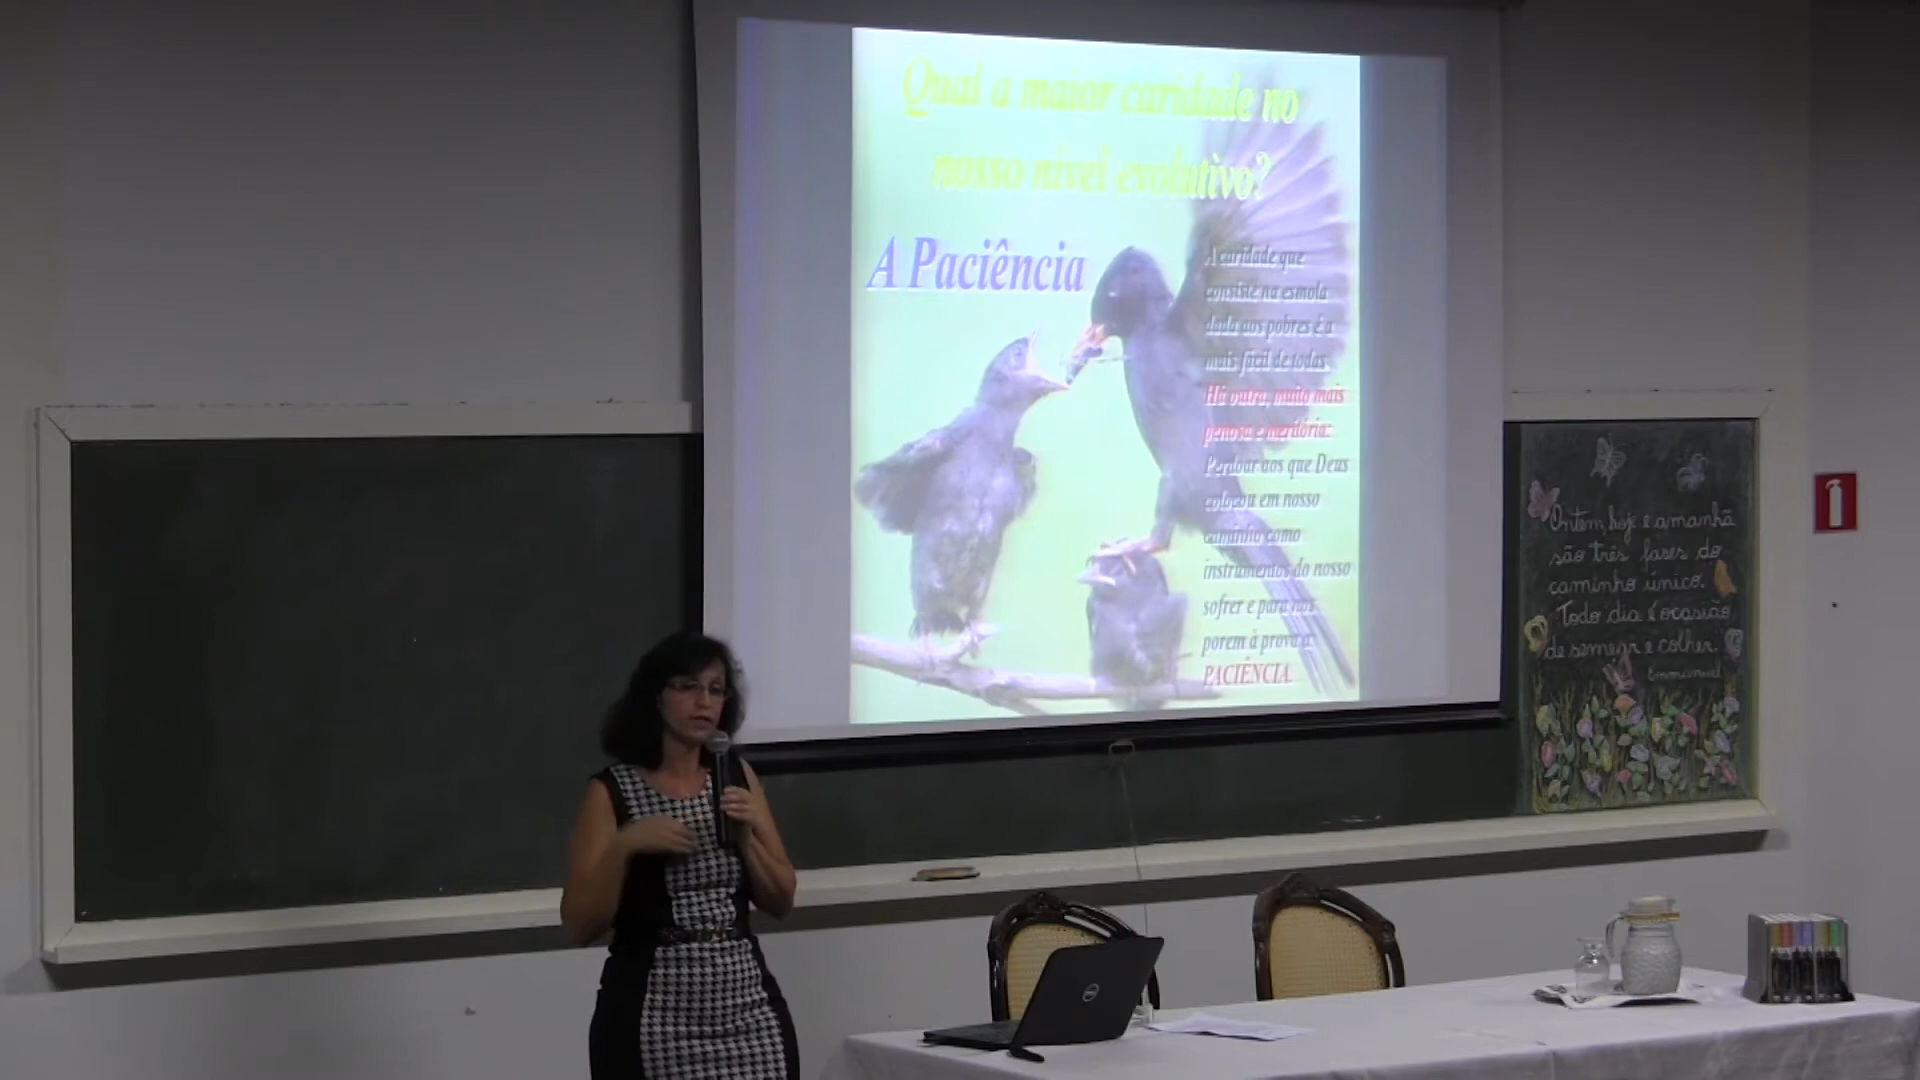 Qual a maior caridade no
nosso nivel evolutivo?
A Paciência
A caridade que
consiste na esmola
dada aos pobres é a
mais fácil de todas
Há outra, muito mais
penosa e meritória:
Perdoar aos que Deus
colocou em nosso
caminho como
instrumentos do nosso
sofrer e para nos
porem à prova a
PACIÊNCIA.
Ontem, hoje e amanhã
são três fases do
caminho único.
Todo dia é ocasião
de semear e colher.
Emmanuel
DELL